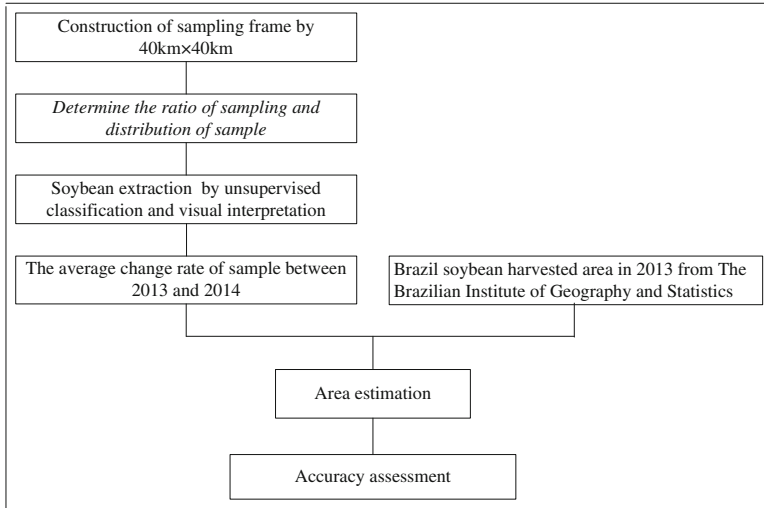 Construction of sampling frame by
40km×40km
Determine the ratio of sampling and
distribution of sample
Soybean extraction by unsupervised
classification and visual interpretation
The average change rate of sample between
2013 and 2014
Brazil soybean harvested area in 2013 from The
Brazilian Institute of Geography and Statistics
Area estimation
Accuracy assessment